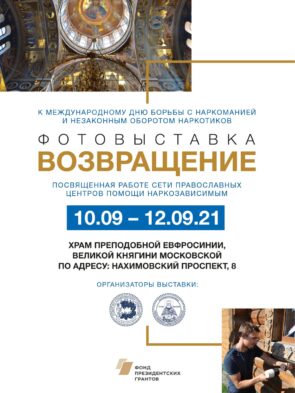 К МЕЖДУНАРОДНОМУ ДНЮ БОРЬБЫ С НАРКОМАНИЕЙ
И НЕЗАКОННЫМ ОБОРОТОМ НАРКОТИКОВ
ФОТОВЫСТАВКА
ВОЗВРАЩЕНИЕ
ПОСВЯЩЕННАЯ РАБОТЕ СЕТИ ПРАВОСЛАВНЫХ
ЦЕНТРОВ ПОМОЩИ НАРКОЗАВИСИМЫМ
10.09 – 12.09.21
ХРАМ ПРЕПОДОБНОЙ ЕВФРОСИНИИ,
ВЕЛИКОЙ КНЯГИНИ МОСКОВСКОЙ
ПО АДРЕСУ: НАХИМОВСКИЙ ПРОСПЕКТ, 8
ОРГАНИЗАТОРЫ ВЫСТАВКИ:
ФОНД
ПРЕЗИДЕНТСКИХ
ГРАНТОВ